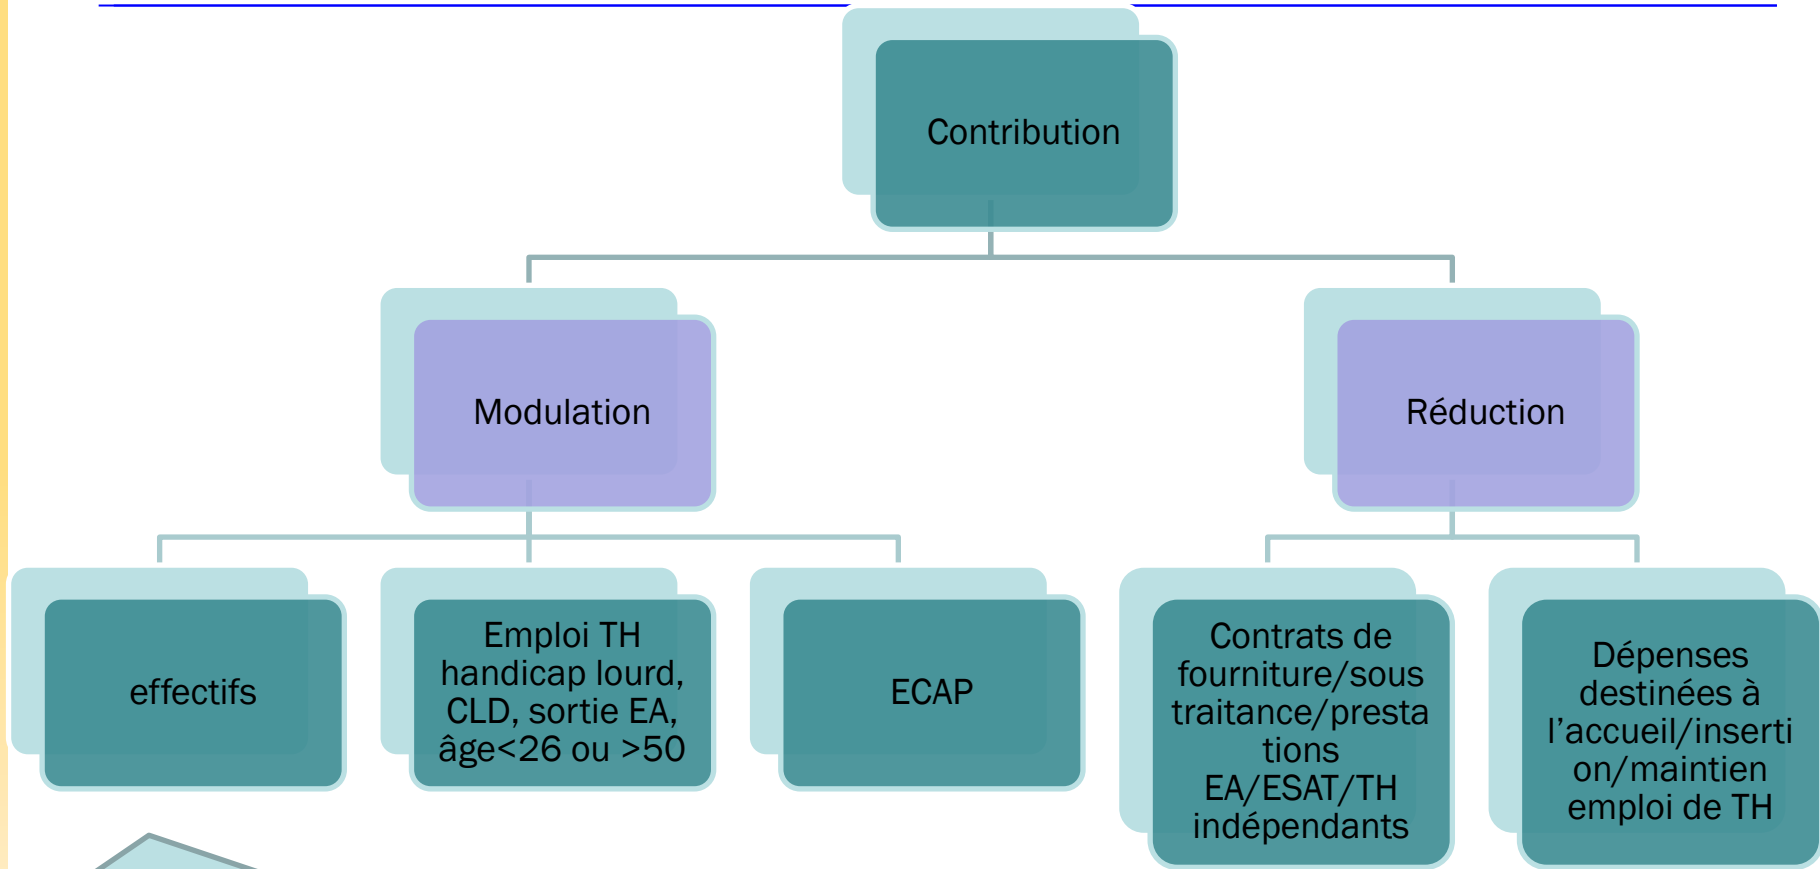 Contribution
Modulation
Réduction
effectifs
Emploi TH
handicap lourd,
CLD, sortie EA,
âge<26 ou >50
ECAP
Contrats de
fourniture/sous
traitance/presta
tions
EA/ESAT/TH
indépendants
Dépenses
destinées à
l’accueil/inserti
on/maintien
emploi de TH